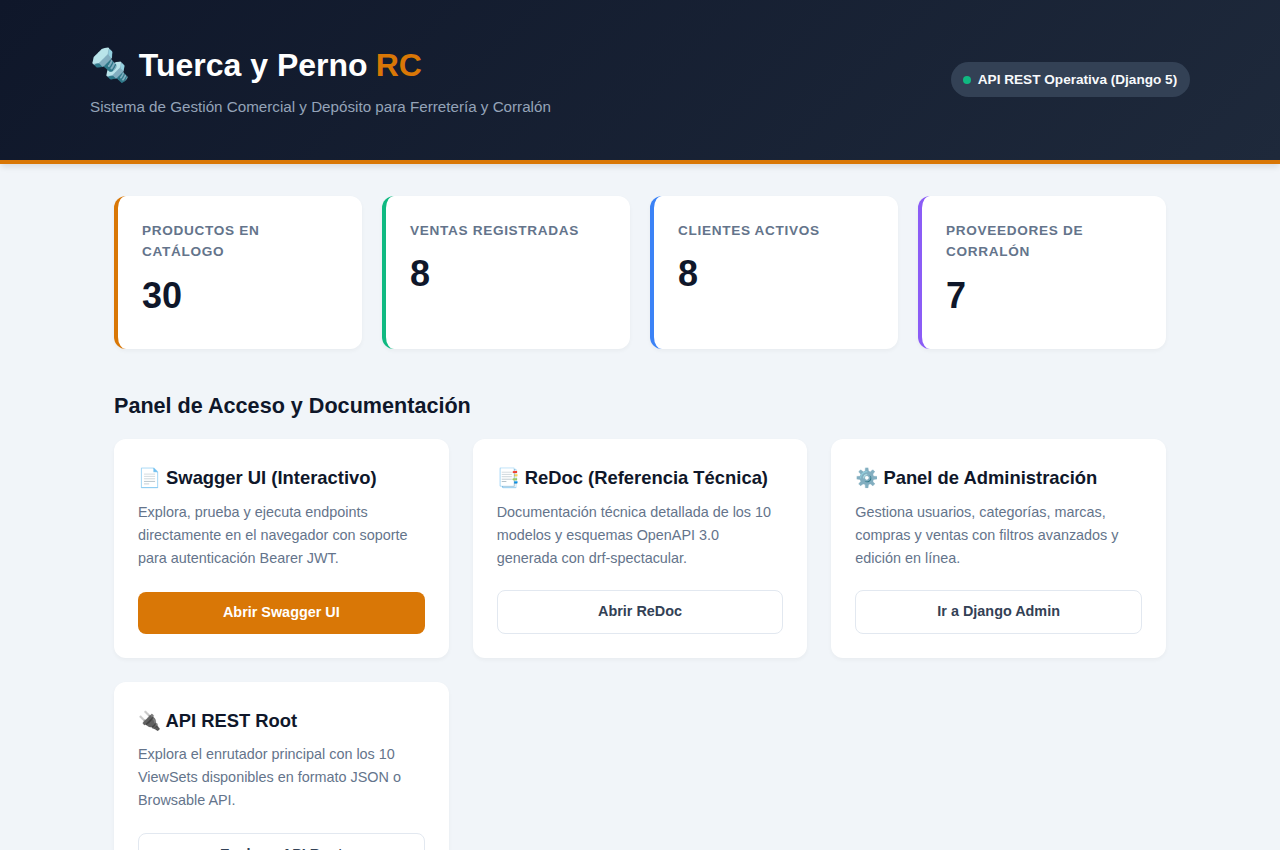 Tuerca y Perno RC
Sistema de Gestión Comercial y Depósito para Ferretería y Corralón
API REST Operativa (Django 5)
PRODUCTOS EN
CATÁLOGO
30
VENTAS REGISTRADAS
8
CLIENTES ACTIVOS
8
PROVEEDORES DE
CORRALÓN
7
Panel de Acceso y Documentación
Swagger UI (Interactivo)
Explora, prueba y ejecuta endpoints
directamente en el navegador con soporte
para autenticación Bearer JWT.
Abrir Swagger UI
ReDoc (Referencia Técnica)
Documentación técnica detallada de los 10
modelos y esquemas OpenAPI 3.0
generada con drf-spectacular.
Abrir ReDoc
Panel de Administración
Gestiona usuarios, categorías, marcas,
compras y ventas con filtros avanzados y
edición en línea.
Ir a Django Admin
API REST Root
Explora el enrutador principal con los 10
ViewSets disponibles en formato JSON o
Browsable API.